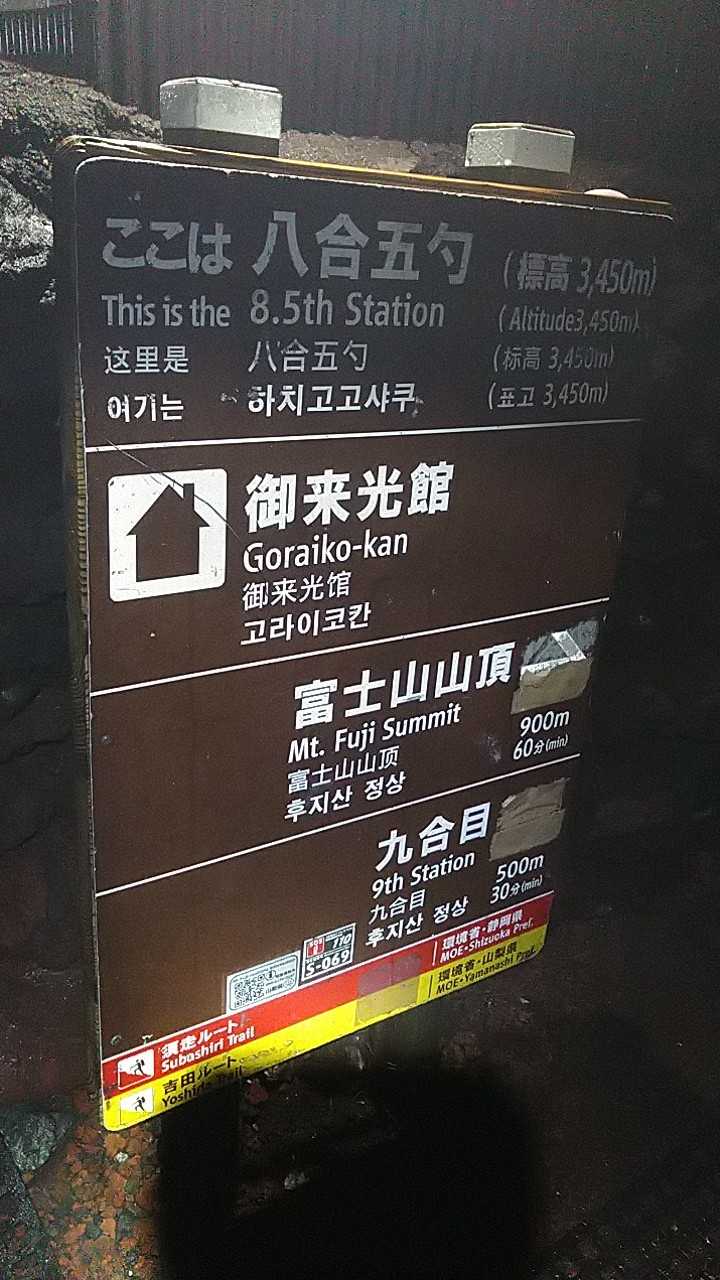 ここは 八合五勺 (標高 3,450m)
This is the 8.5th Station (Altitude3,450m)
这里是 八合五勺 (标高 3,450m)
여기는 하치고고샤쿠 (표고 3,450m)
御来光館
Goraiko-kan
御来光馆
고라이코칸
富士山山頂
Mt. Fuji Summit 900m
富士山山顶 60分(min)
후지산 정상
九合目
9th Station 500m
九合目 30分(min)
후지산 정상
SOS 110
S-069
環境省・静岡県
MOE・Shizuoka Pref.
環境省・山梨県
MOE・Yamanashi Pref.
須走ルート
Subashiri Trail
吉田ルート
Yoshida Trail